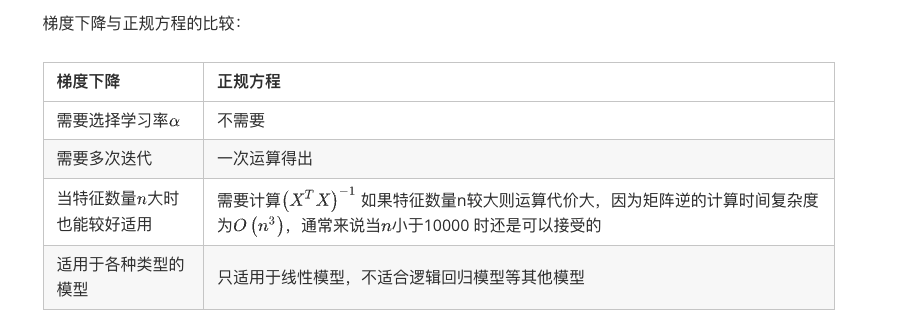 梯度下降与正规方程的比较：
梯度下降 正规方程
需要选择学习率α 不需要
需要多次迭代 一次运算得出
当特征数量n大时
也能较好适用
需要计算(XᵀX)⁻¹ 如果特征数量n较大则运算代价大，因为矩阵逆的计算时间复杂度
为O(n³)，通常来说当n小于10000 时还是可以接受的
适用于各种类型的
模型
只适用于线性模型，不适合逻辑回归模型等其他模型